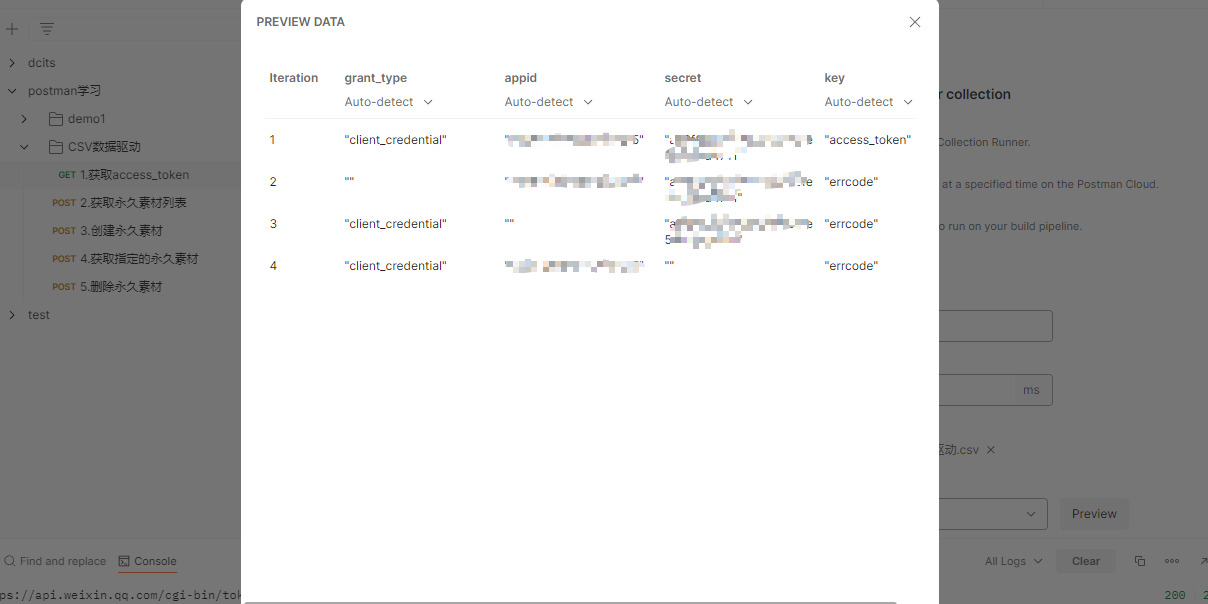 PREVIEW DATA
Iteration grant_type appid secret key
Auto-detect Auto-detect Auto-detect Auto-detect
1 "client_credential" "access_token"
2 "" "errcode"
3 "client_credential" "" "errcode"
4 "client_credential" "" "errcode"
dcits
postman学习
demo1
CSV数据驱动
GET 1.获取access_token
POST 2.获取永久素材列表
POST 3.创建永久素材
POST 4.获取指定的永久素材
POST 5.删除永久素材
test
r collection
Collection Runner.
at a specified time on the Postman Cloud.
o run on your build pipeline.
ms
驱动.csv
Preview
Find and replace Console
All Logs Clear
ps://api.weixin.qq.com/cgi-bin/tok
200